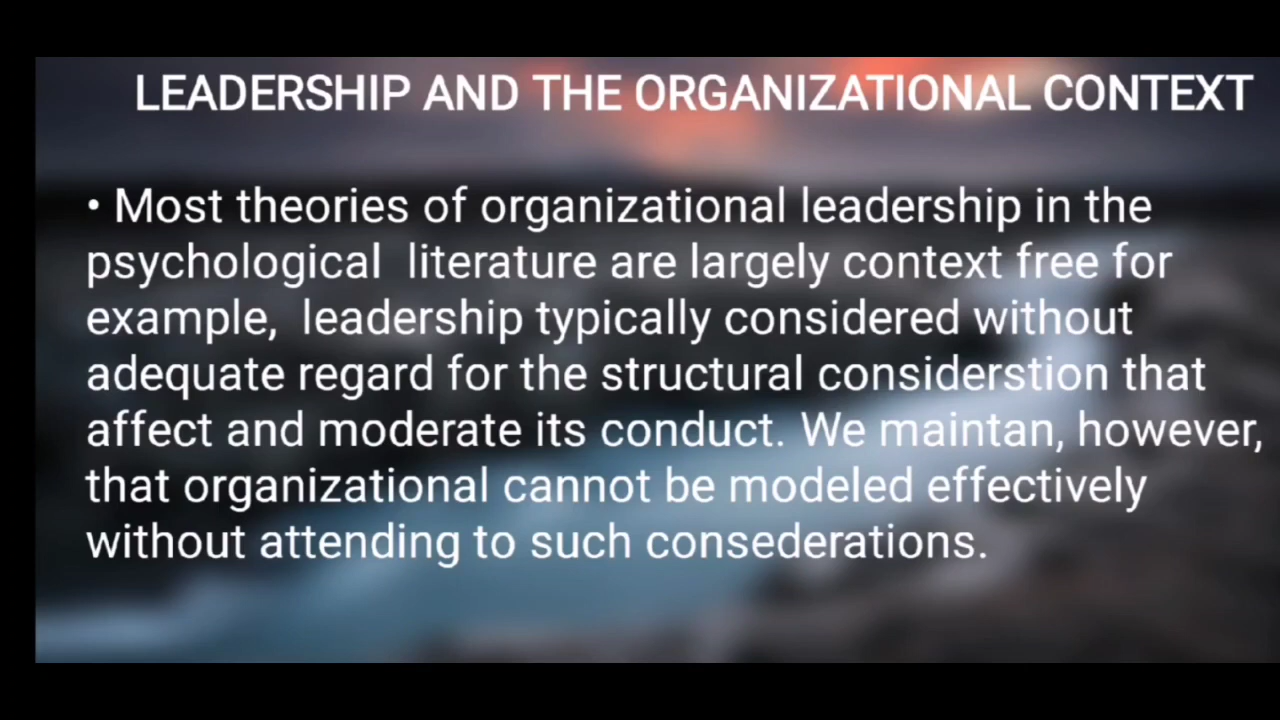 LEADERSHIP AND THE ORGANIZATIONAL CONTEXT
• Most theories of organizational leadership in the
psychological  literature are largely context free for
example,  leadership typically considered without
adequate regard for the structural considerstion that
affect and moderate its conduct. We maintan, however,
that organizational cannot be modeled effectively
without attending to such consederations.